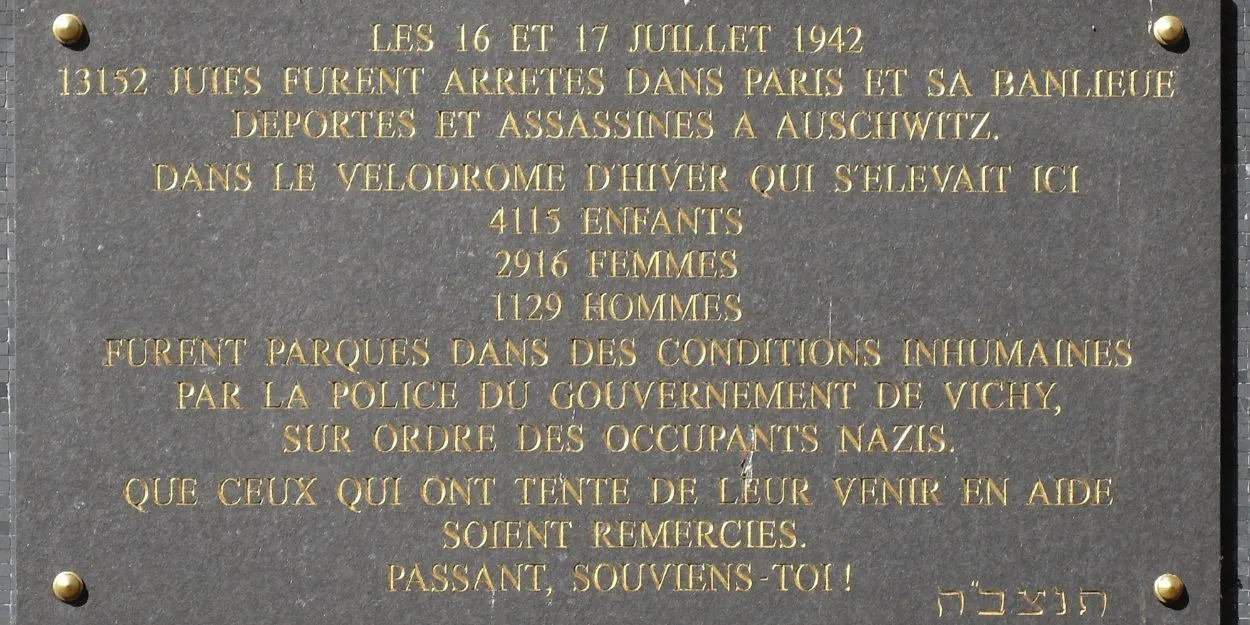 LES 16 ET 17 JUILLET 1942
13152 JUIFS FURENT ARRETES DANS PARIS ET SA BANLIEUE
DEPORTES ET ASSASSINES A AUSCHWITZ.
DANS LE VELODROME D'HIVER QUI S'ELEVAIT ICI
4115 ENFANTS
2916 FEMMES
1129 HOMMES
FURENT PARQUES DANS DES CONDITIONS INHUMAINES
PAR LA POLICE DU GOUVERNEMENT DE VICHY,
SUR ORDRE DES OCCUPANTS NAZIS.
QUE CEUX QUI ONT TENTE DE LEUR VENIR EN AIDE
SOIENT REMERCIES.
PASSANT, SOUVIENS-TOI !
תנצב״ה